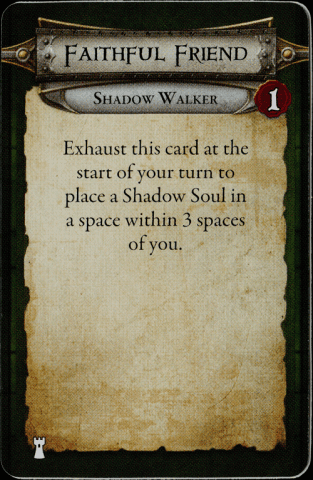 Faithful Friend
Shadow Walker
1
Exhaust this card at the
start of your turn to
place a Shadow Soul in
a space within 3 spaces
of you.